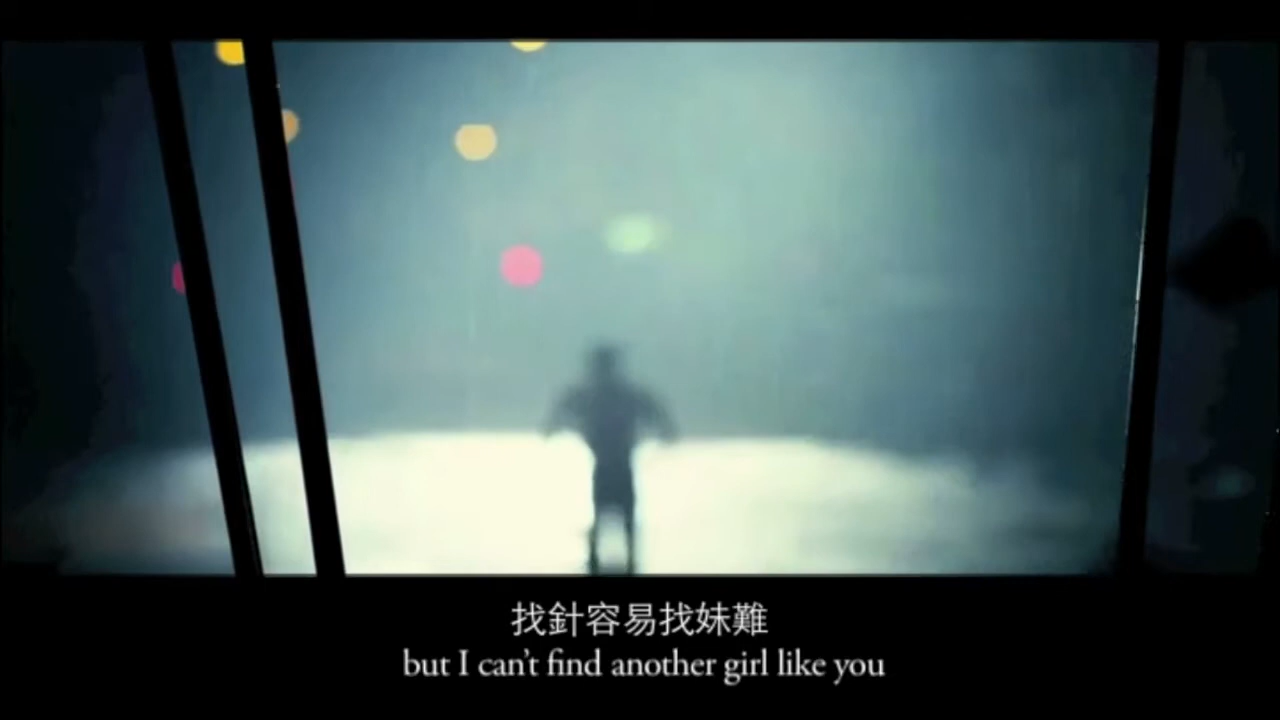 找針容易找妹難
but I can't find another girl like you